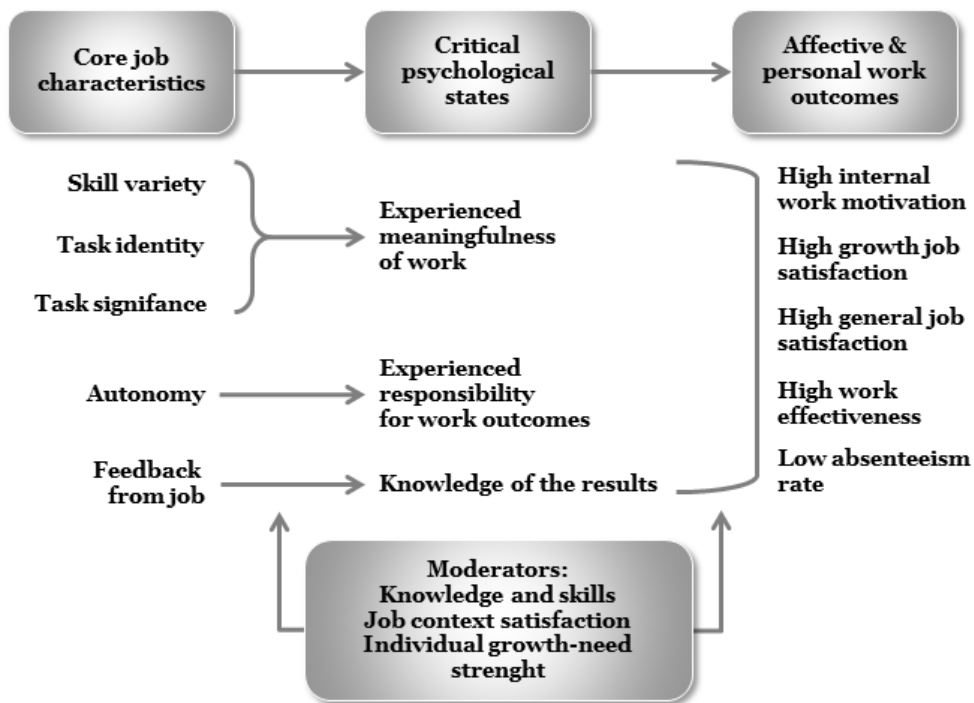 Core job
characteristics
Critical
psychological
states
Affective &
personal work
outcomes
Skill variety
Task identity
Task signifance
Experienced
meaningfulness
of work
Autonomy
Experienced
responsibility
for work outcomes
Feedback
from job
Knowledge of the results
High internal
work motivation
High growth job
satisfaction
High general job
satisfaction
High work
effectiveness
Low absenteeism
rate
Moderators:
Knowledge and skills
Job context satisfaction
Individual growth-need
strenght